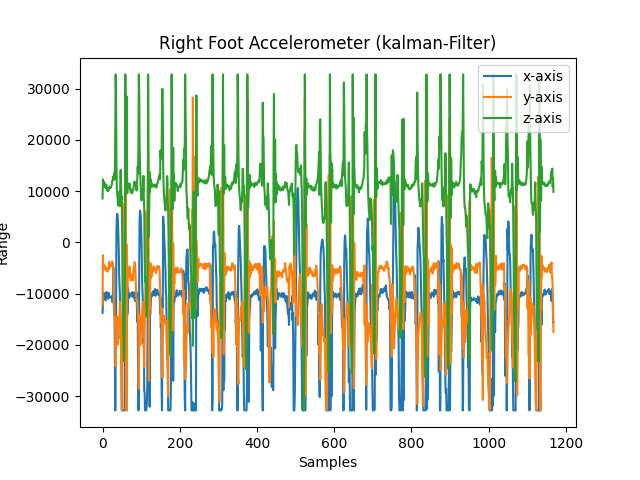 Right Foot Accelerometer (kalman-Filter)
x-axis
y-axis
z-axis
30000
20000
10000
0
−10000
−20000
−30000
Range
0 200 400 600 800 1000 1200
Samples